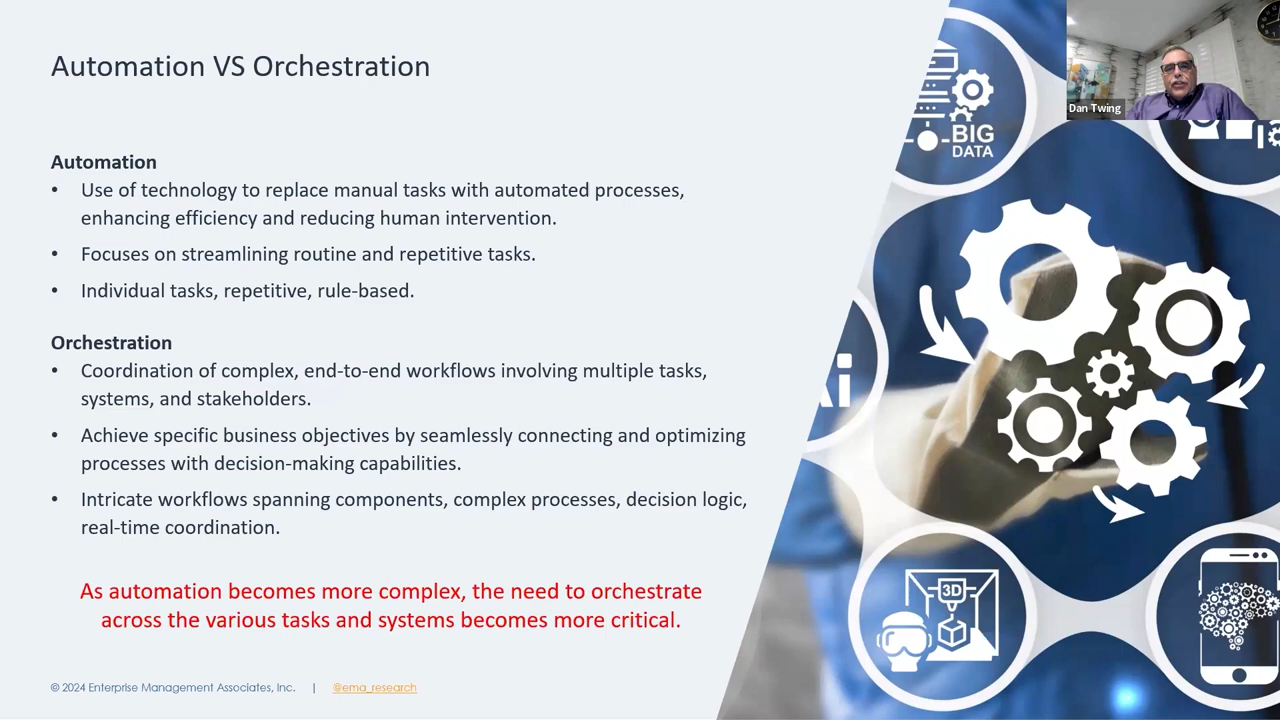 Automation VS Orchestration
Automation
• Use of technology to replace manual tasks with automated processes,
enhancing efficiency and reducing human intervention.
• Focuses on streamlining routine and repetitive tasks.
• Individual tasks, repetitive, rule-based.
Orchestration
• Coordination of complex, end-to-end workflows involving multiple tasks,
systems, and stakeholders.
• Achieve specific business objectives by seamlessly connecting and optimizing
processes with decision-making capabilities.
• Intricate workflows spanning components, complex processes, decision logic,
real-time coordination.
As automation becomes more complex, the need to orchestrate
across the various tasks and systems becomes more critical.
© 2024 Enterprise Management Associates, Inc. | @ema_research
BIG
DATA
Dan Twing
Ai
3D